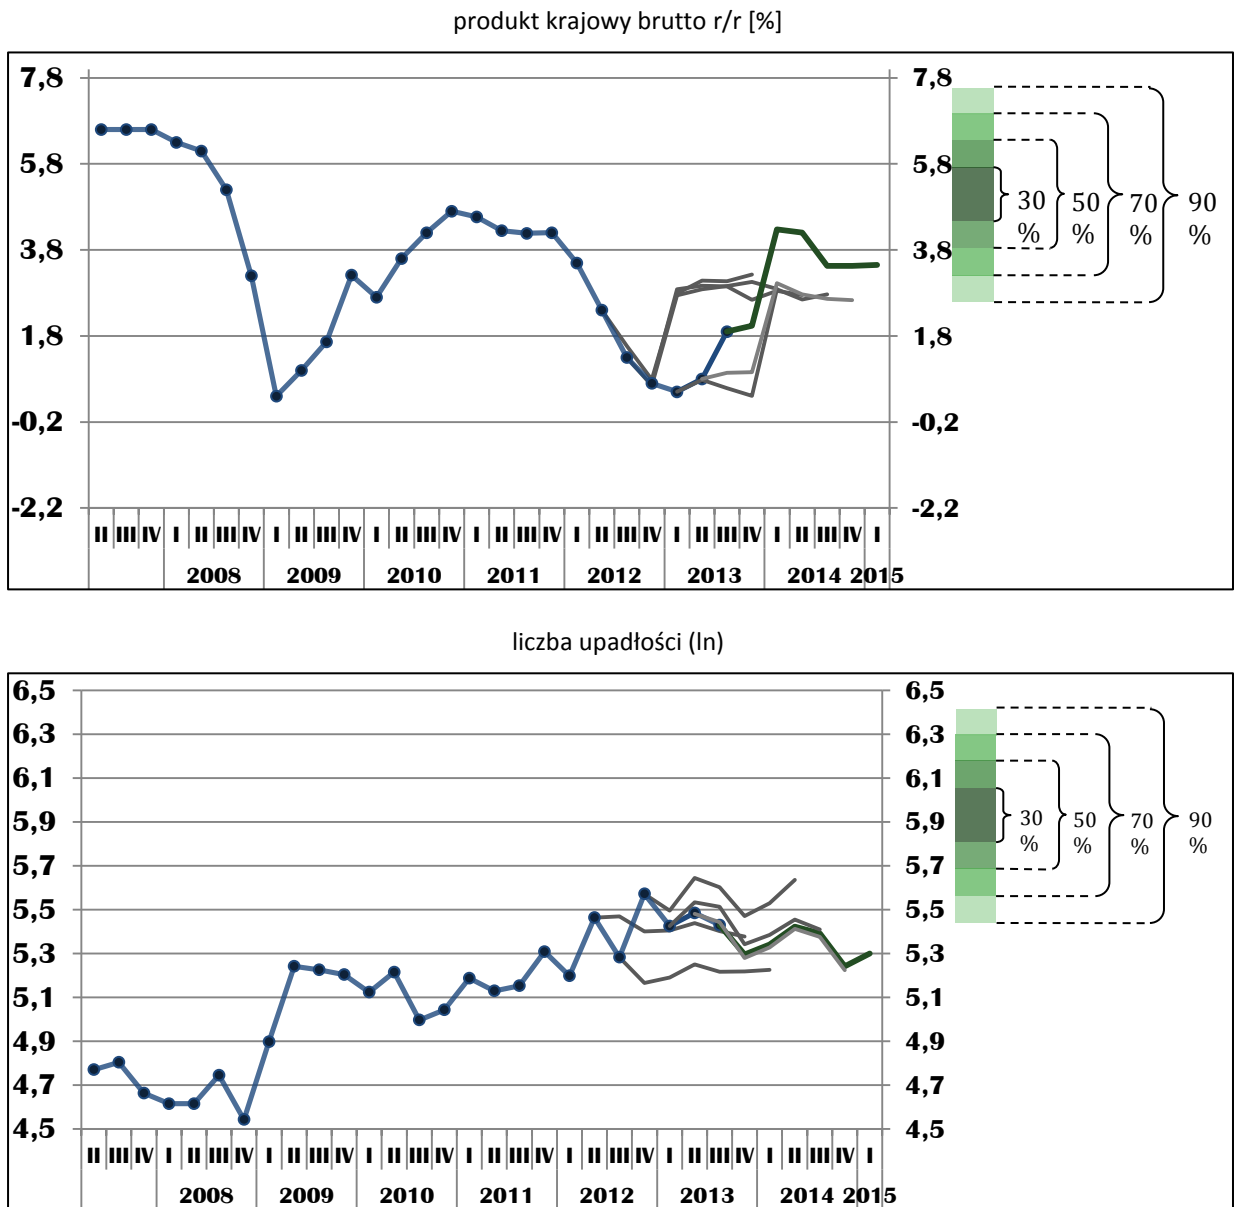 produkt krajowy brutto r/r [%]
7,8 7,8
5,8 5,8
3,8 3,8
1,8 1,8
-0,2 -0,2
-2,2 -2,2
30 % 50 % 70 % 90 %
II III IV I II III IV I II III IV I II III IV I II III IV I II III IV I II III IV I II III IV I
2008 2009 2010 2011 2012 2013 2014 2015
liczba upadłości (ln)
6,5 6,5
6,3 6,3
6,1 6,1
5,9 5,9
5,7 5,7
5,5 5,5
5,3 5,3
5,1 5,1
4,9 4,9
4,7 4,7
4,5 4,5
30 % 50 % 70 % 90 %
II III IV I II III IV I II III IV I II III IV I II III IV I II III IV I II III IV I II III IV I
2008 2009 2010 2011 2012 2013 2014 2015